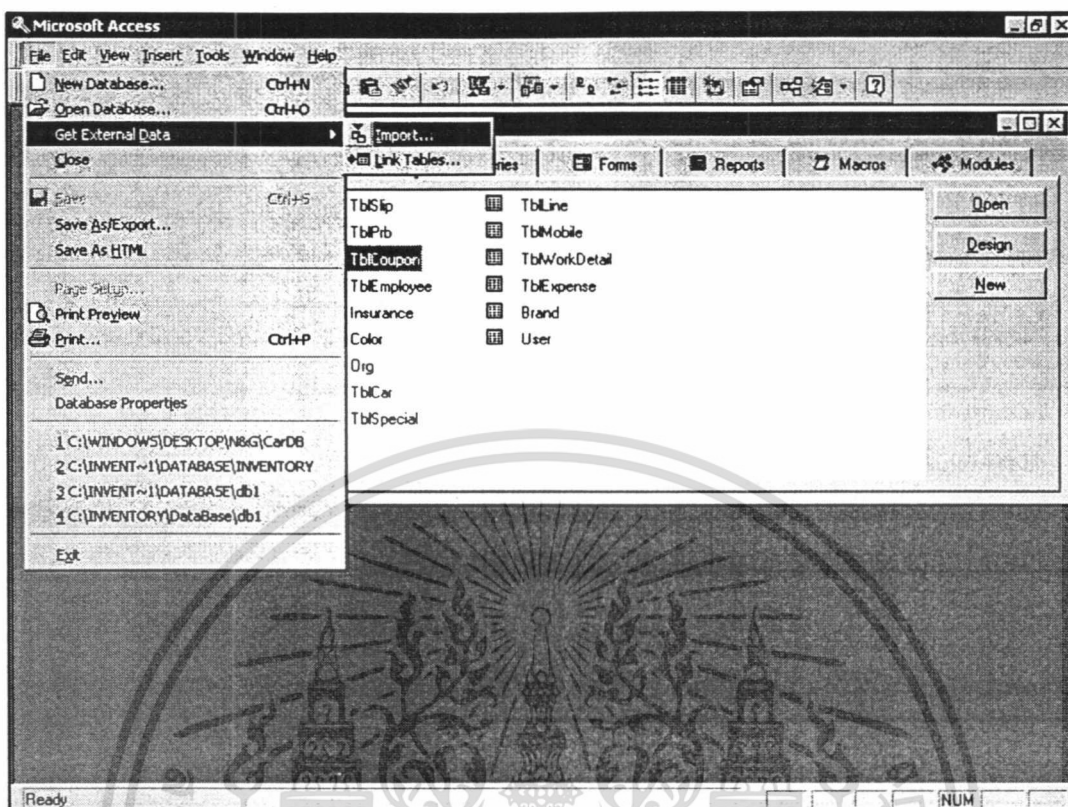 Microsoft Access
File Edit View Insert Tools Window Help
New Database... Ctrl+N
Open Database... Ctrl+O
Get External Data
Close
Save Ctrl+S
Save As/Export...
Save As HTML
Page Setup...
Print Preview
Print... Ctrl+P
Send...
Database Properties
1 C:\WINDOWS\DESKTOP\N&G\CarDB
2 C:\INVENT~1\DATABASE\INVENTORY
3 C:\INVENT~1\DATABASE\db1
4 C:\INVENTORY\DataBase\db1
Exit
Import...
Link Tables...
ries Forms Reports Macros Modules
TblSlip TblLine
TblPrb TblMobile
TblCoupon TblWorkDetail
TblEmployee TblExpense
Insurance Brand
Color User
Org
TblCar
TblSpecial
Open
Design
New
Ready NUM